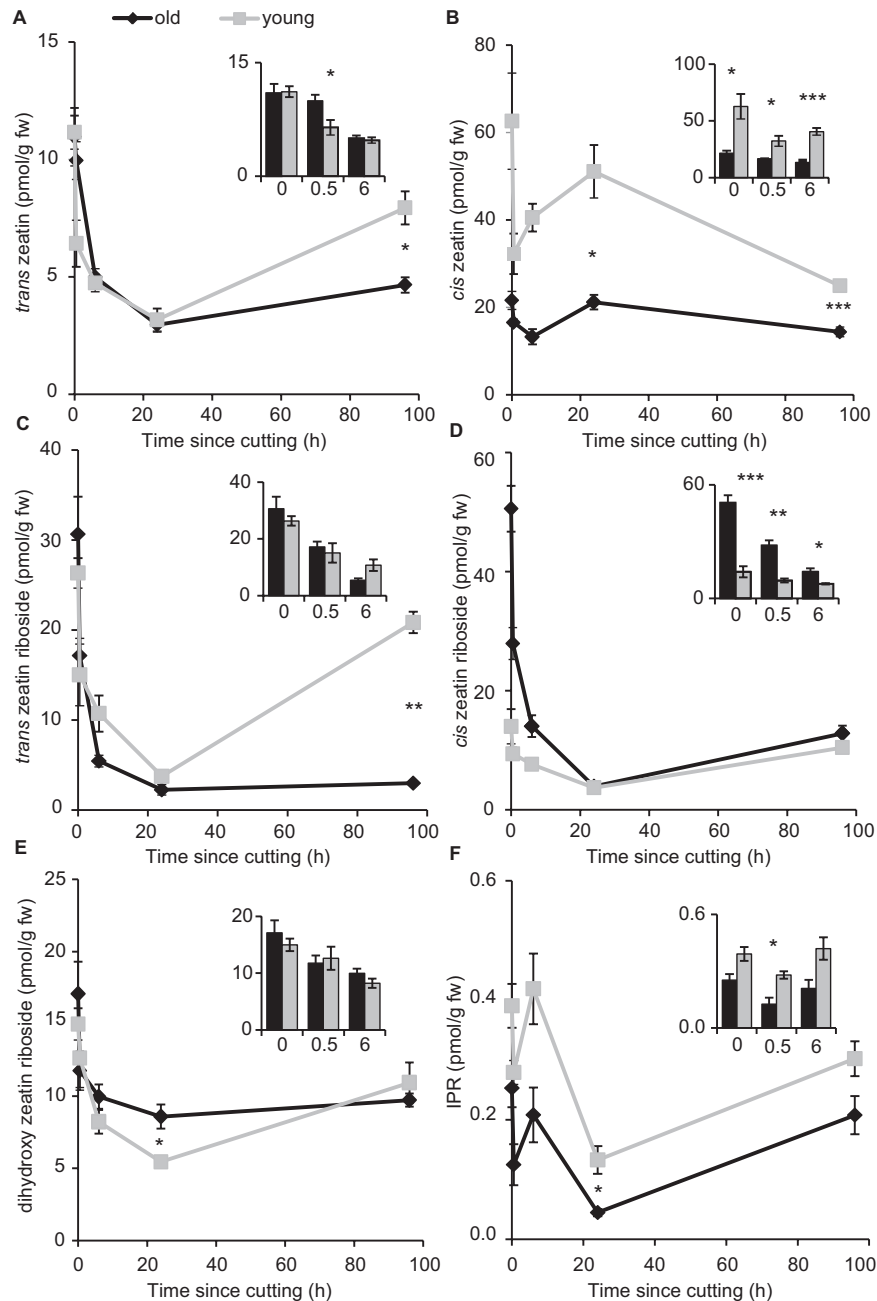 A
old
young
trans zeatin (pmol/g fw)
15
10
5
0
0 20 40 60 80 100
Time since cutting (h)
*
15
0
*
0 0.5 6
B
cis zeatin (pmol/g fw)
80
60
40
20
0
0 20 40 60 80 100
Time since cutting (h)
*
***
100
50
0
* * ***
0 0.5 6
C
trans zeatin riboside (pmol/g fw)
40
30
20
10
0
0 20 40 60 80 100
Time since cutting (h)
**
40
20
0
0 0.5 6
D
cis zeatin riboside (pmol/g fw)
60
40
20
0
0 20 40 60 80 100
Time since cutting (h)
60
0
*** ** *
0 0.5 6
E
dihydroxy zeatin riboside (pmol/g fw)
25
20
15
10
5
0
0 20 40 60 80 100
Time since cutting (h)
*
20
15
10
5
0
0 0.5 6
F
IPR (pmol/g fw)
0.6
0.4
0.2
0.0
0 20 40 60 80 100
Time since cutting (h)
*
0.6
0.0
*
0 0.5 6